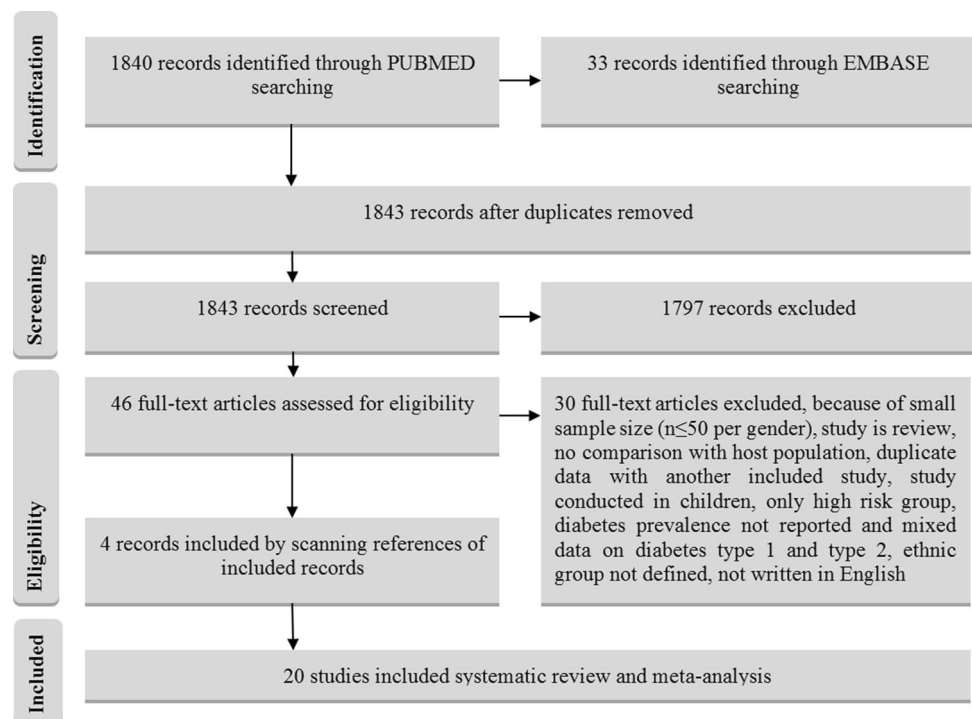 Identification
1840 records identified through PUBMED
searching
33 records identified through EMBASE
searching
Screening
1843 records after duplicates removed
1843 records screened
1797 records excluded
Eligibility
46 full-text articles assessed for eligibility
30 full-text articles excluded, because of small
sample size (n≤50 per gender), study is review,
no comparison with host population, duplicate
data with another included study, study
conducted in children, only high risk group,
diabetes prevalence not reported and mixed
data on diabetes type 1 and type 2, ethnic
group not defined, not written in English
4 records included by scanning references of
included records
Included
20 studies included systematic review and meta-analysis